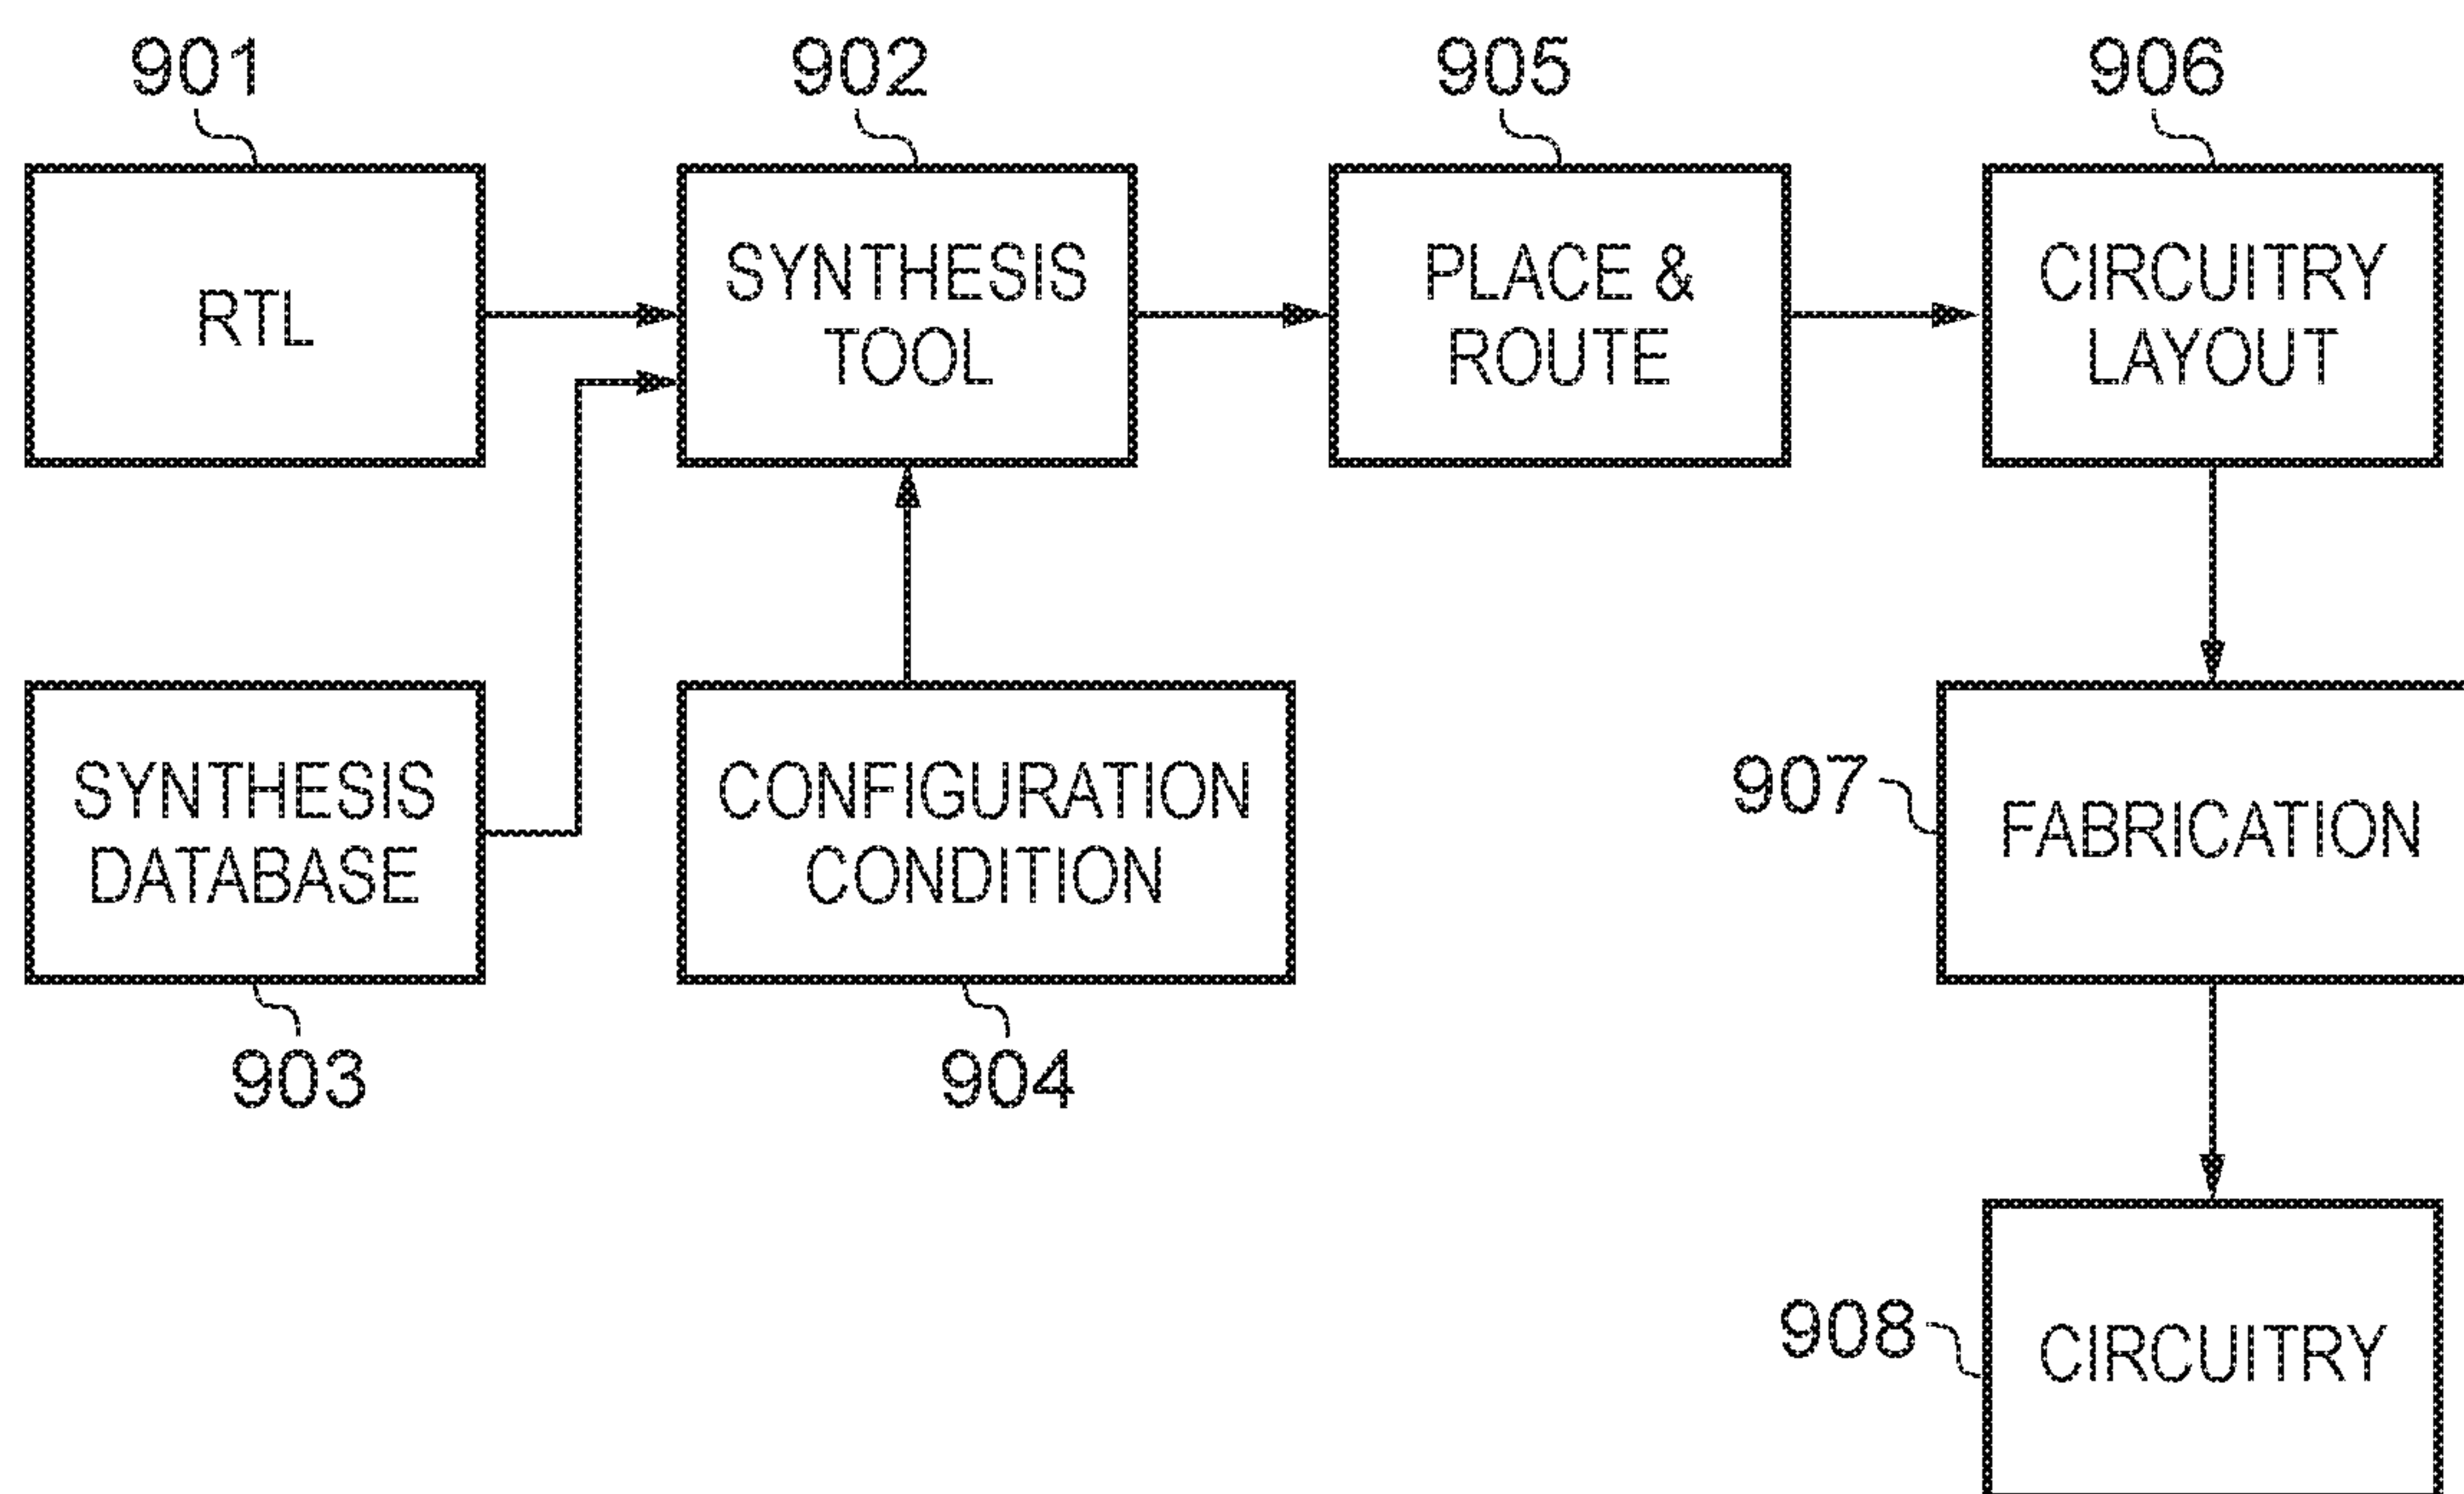 901
902
905
906
RTL
SYNTHESIS
TOOL
PLACE &
ROUTE
CIRCUITRY
LAYOUT
SYNTHESIS
DATABASE
CONFIGURATION
CONDITION
907
FABRICATION
903
904
908
CIRCUITRY